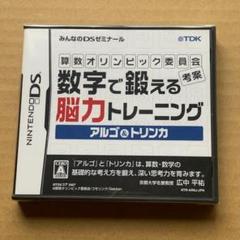 みんなのDSゼミナール
TDK
算数オリンピック委員会
考案
数字で鍛える
脳力トレーニング
アルゴ&トリンカ
NINTENDO DS
A
「アルゴ」と「トリンカ」は、算数・数学の
基礎的な考え方を鍛え、深い思考力を育みます。
京都大学名誉教授 広中 平祐